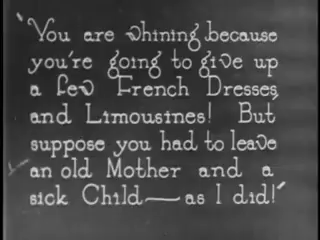 "You are whining because
you're going to give up
a few French Dresses,
and Limousines! But
suppose you had to leave
an old Mother and a
sick Child—as I did!"